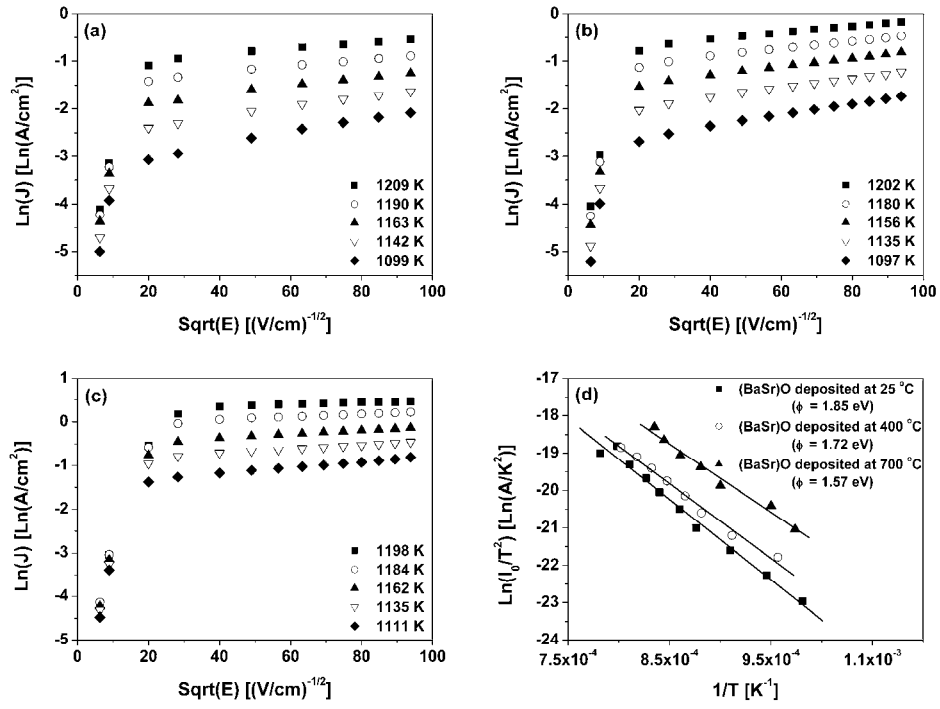 (a)
Ln(J) [Ln(A/cm²)]
0
-1
-2
-3
-4
-5
1209 K
1190 K
1163 K
1142 K
1099 K
0 20 40 60 80 100
Sqrt(E) [(V/cm)⁻¹/²]
(b)
Ln(J) [Ln(A/cm²)]
0
-1
-2
-3
-4
-5
1202 K
1180 K
1156 K
1135 K
1097 K
0 20 40 60 80 100
Sqrt(E) [(V/cm)⁻¹/²]
(c)
Ln(J) [Ln(A/cm²)]
1
0
-1
-2
-3
-4
-5
1198 K
1184 K
1162 K
1135 K
1111 K
0 20 40 60 80 100
Sqrt(E) [(V/cm)⁻¹/²]
(d)
Ln(I₀/T²) [Ln(A/K²)]
-17
-18
-19
-20
-21
-22
-23
-24
(BaSr)O deposited at 25 °C
(ϕ = 1.85 eV)
(BaSr)O deposited at 400 °C
(ϕ = 1.72 eV)
(BaSr)O deposited at 700 °C
(ϕ = 1.57 eV)
7.5x10⁻⁴ 8.5x10⁻⁴ 9.5x10⁻⁴ 1.1x10⁻³
1/T [K⁻¹]